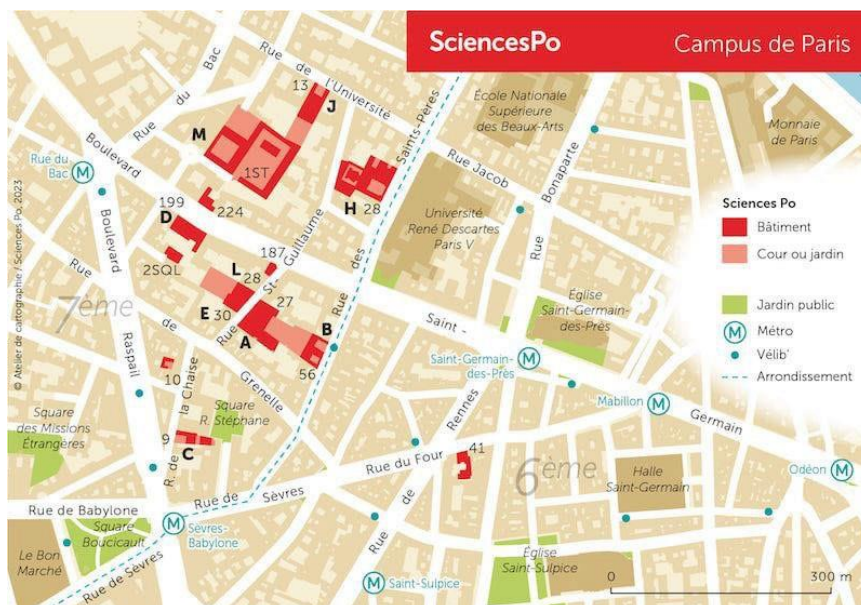 SciencesPo
Campus de Paris
Rue de l'Université
Rue du Bac
13
J
M
1ST
École Nationale
Supérieure
des Beaux-Arts
Monnaie
de Paris
Boulevard
Rue du
Bac
M
Rue Jacob
Rue Bonaparte
Rue des Saints-Peres
H
28
199
D
224
Université
René Descartes
Paris V
Sciences Po
Bâtiment
Cour ou jardin
Jardin public
M
Métro
Vélib'
Arrondissement
187
L
28
2SQL
Rue St-Guillaume
E
30
27
A
B
56
7ème
Boulevard Raspail
Rue de Grenelle
Église
Saint-Germain-
des-Prés
Saint-Germain-
des-Prés
M
Saint-
Germain
Mabillon
M
10
R. de la Chaise
Square
R. Stéphane
Square
des Missions
Étrangères
9
C
Rue de Rennes
Rue du Four
41
6ème
Halle
Saint-Germain
Odéon
M
Rue de Sèvres
Rue de Babylone
Square
Boucicault
M
Sèvres-
Babylone
Le Bon
Marché
Rue de Sèvres
M
Saint-Sulpice
Église
Saint-Sulpice
0
300 m
© Atelier de cartographie / Sciences Po, 2023